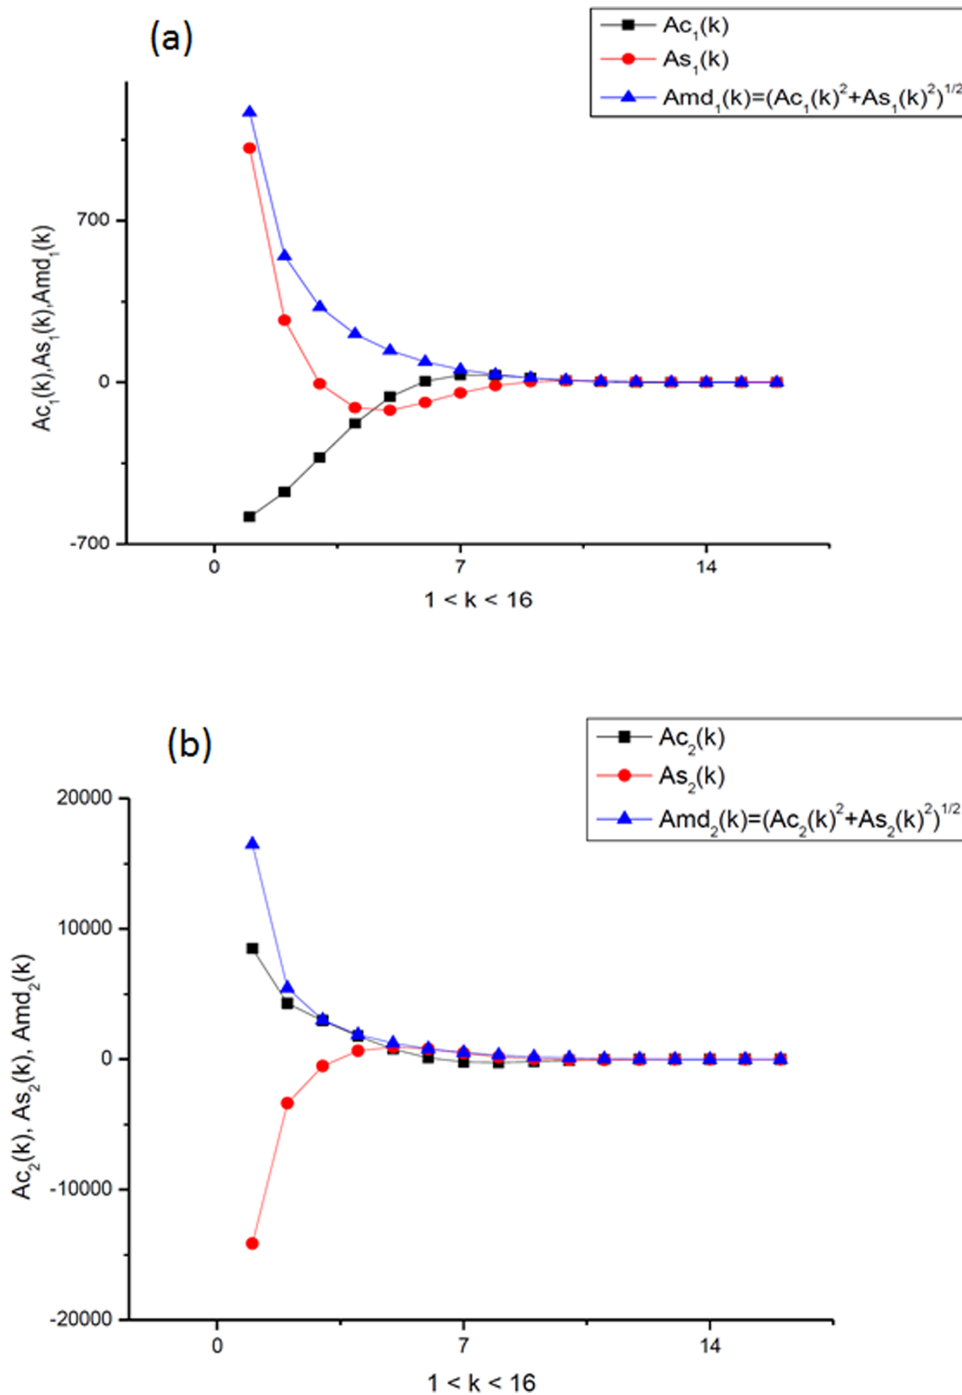 (a)
Ac₁(k)
As₁(k)
Amd₁(k)=(Ac₁(k)²+As₁(k)²)¹/²
Ac₁(k),As₁(k),Amd₁(k)
700
0
-700
0
7
14
1 < k < 16
(b)
Ac₂(k)
As₂(k)
Amd₂(k)=(Ac₂(k)²+As₂(k)²)¹/²
Ac₂(k), As₂(k), Amd₂(k)
20000
10000
0
-10000
-20000
0
7
14
1 < k < 16